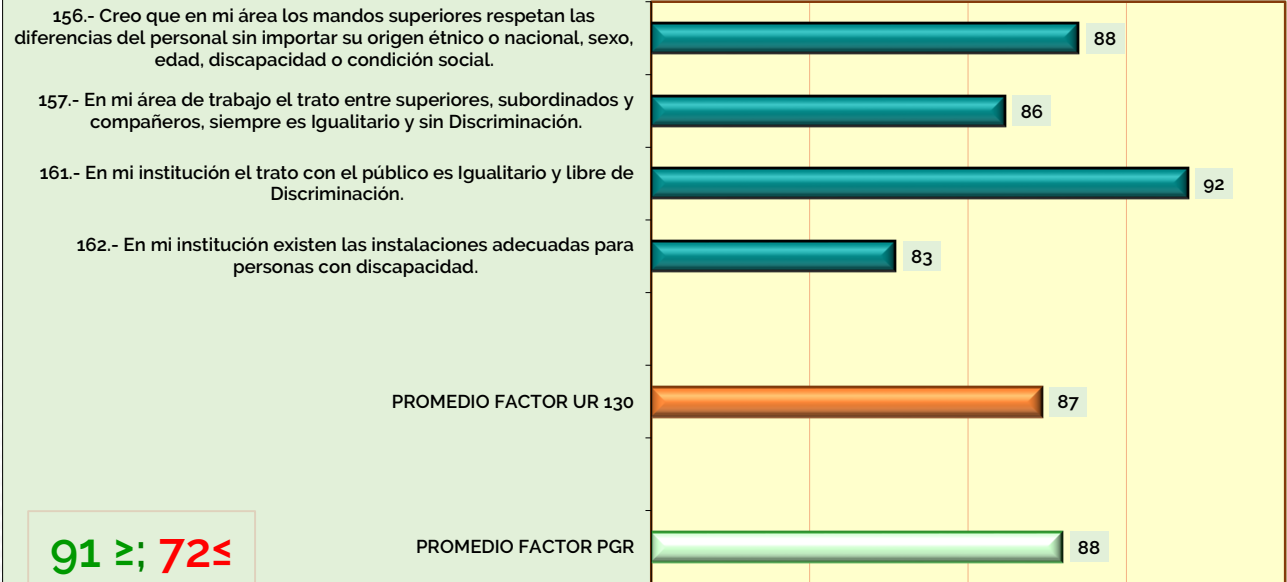 156.- Creo que en mi área los mandos superiores respetan las
diferencias del personal sin importar su origen étnico o nacional, sexo,
edad, discapacidad o condición social.
88
157.- En mi área de trabajo el trato entre superiores, subordinados y
compañeros, siempre es Igualitario y sin Discriminación.
86
161.- En mi institución el trato con el público es Igualitario y libre de
Discriminación.
92
162.- En mi institución existen las instalaciones adecuadas para
personas con discapacidad.
83
PROMEDIO FACTOR UR 130
87
91 ≥; 72≤
PROMEDIO FACTOR PGR
88